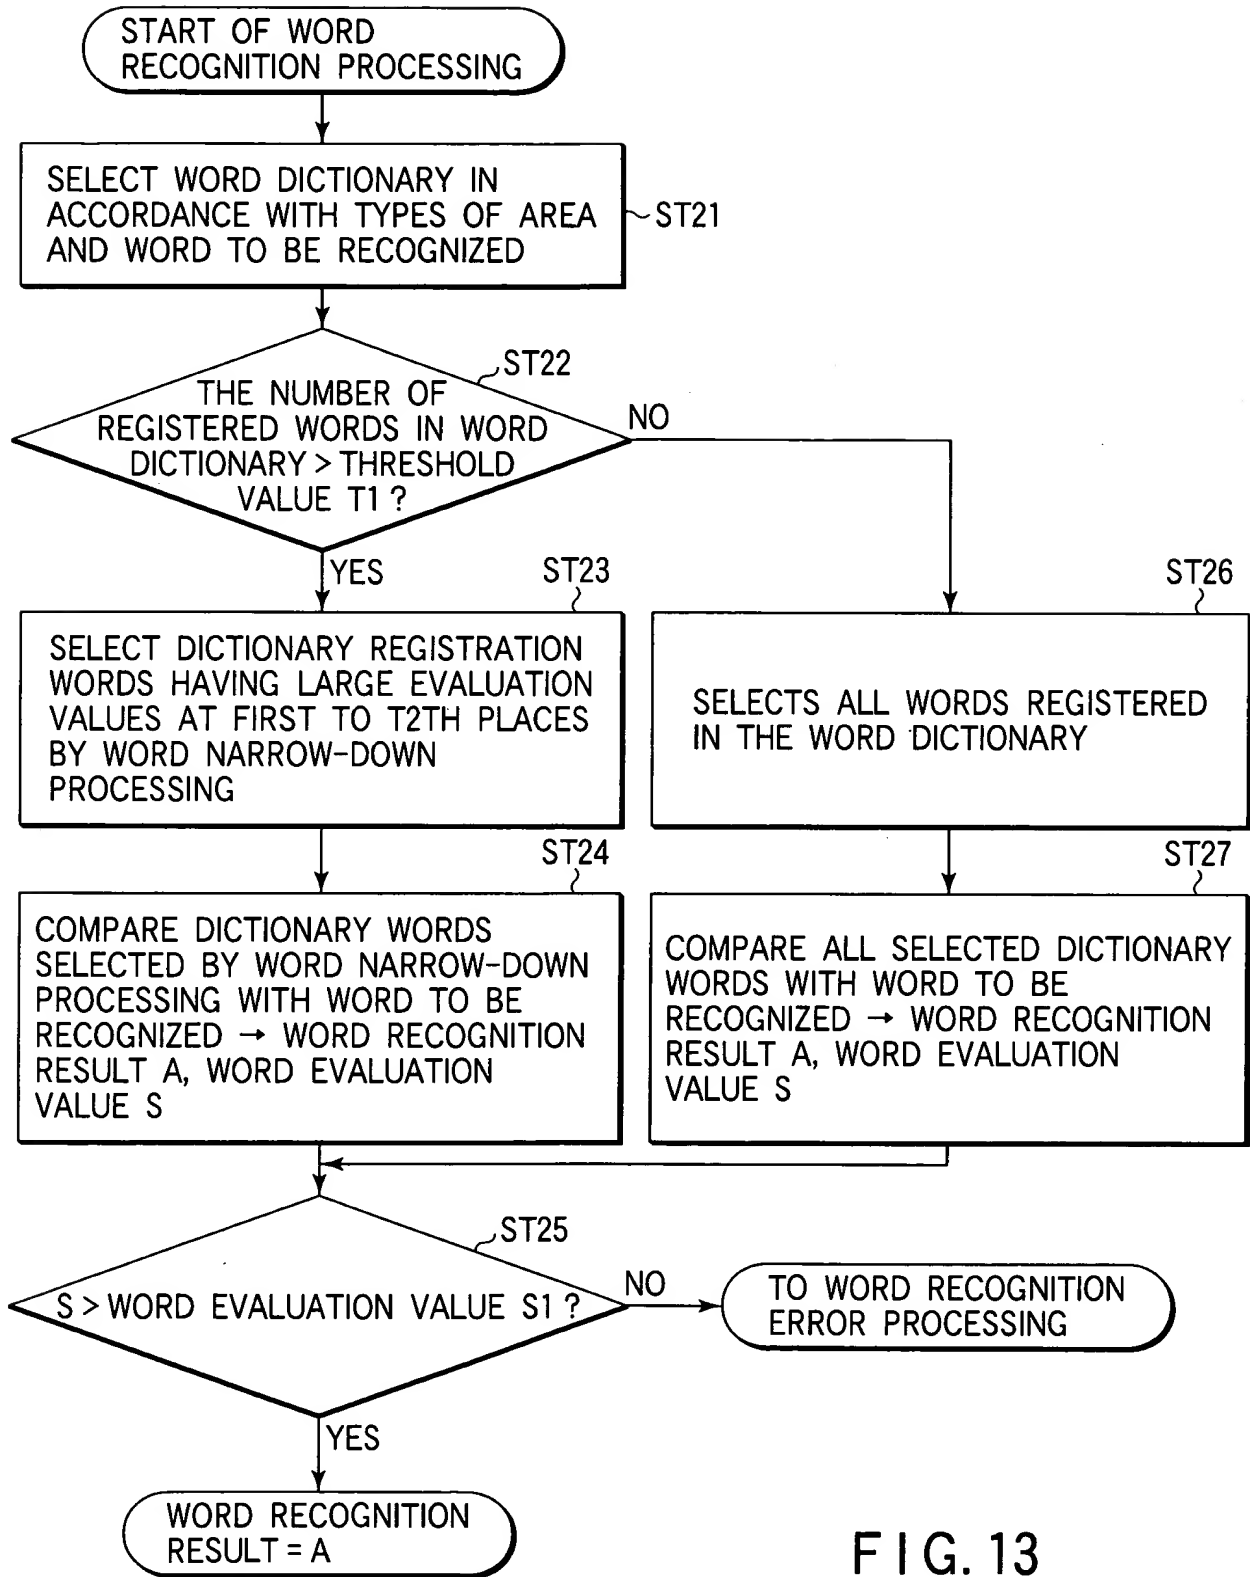 START OF WORD
RECOGNITION PROCESSING
SELECT WORD DICTIONARY IN
ACCORDANCE WITH TYPES OF AREA
AND WORD TO BE RECOGNIZED
ST21
ST22
THE NUMBER OF
REGISTERED WORDS IN WORD
DICTIONARY > THRESHOLD
VALUE T1 ?
NO
YES
ST23
SELECT DICTIONARY REGISTRATION
WORDS HAVING LARGE EVALUATION
VALUES AT FIRST TO T2TH PLACES
BY WORD NARROW-DOWN
PROCESSING
ST26
SELECTS ALL WORDS REGISTERED
IN THE WORD DICTIONARY
ST24
COMPARE DICTIONARY WORDS
SELECTED BY WORD NARROW-DOWN
PROCESSING WITH WORD TO BE
RECOGNIZED → WORD RECOGNITION
RESULT A, WORD EVALUATION
VALUE S
ST27
COMPARE ALL SELECTED DICTIONARY
WORDS WITH WORD TO BE
RECOGNIZED → WORD RECOGNITION
RESULT A, WORD EVALUATION
VALUE S
ST25
S > WORD EVALUATION VALUE S1 ?
NO
TO WORD RECOGNITION
ERROR PROCESSING
YES
WORD RECOGNITION
RESULT = A
FIG. 13